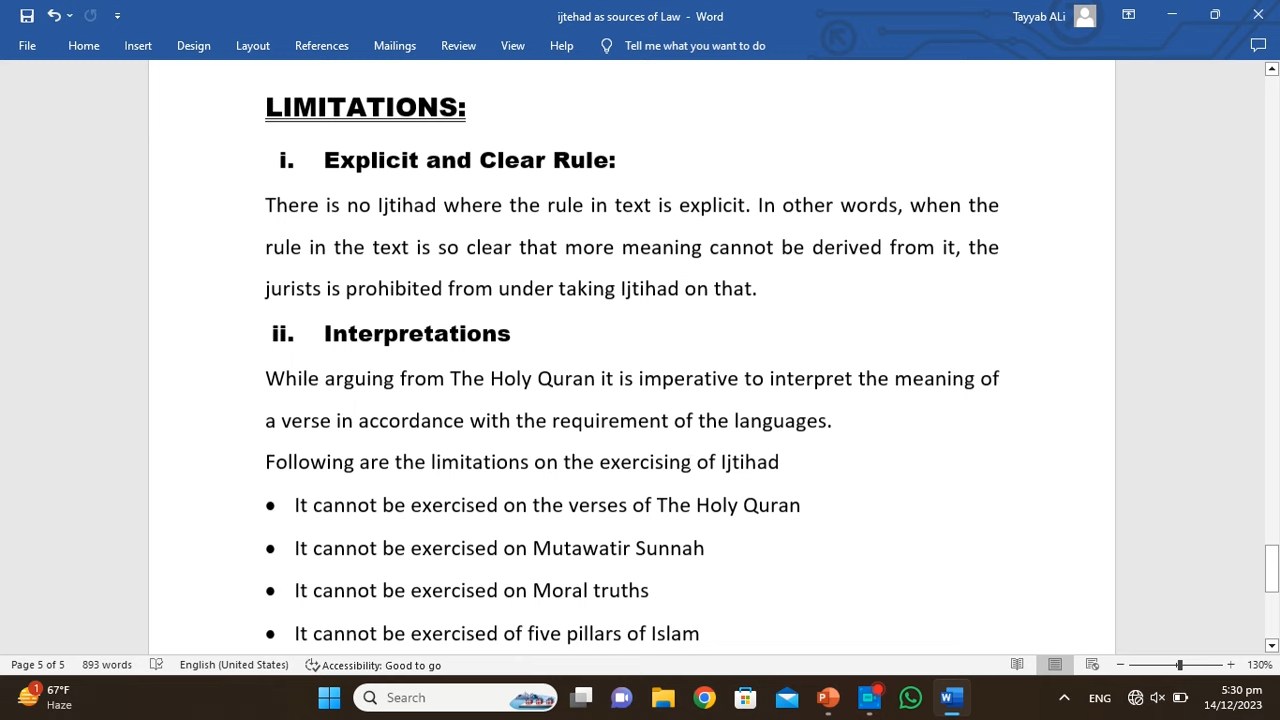 ijtehad as sources of Law - Word
Tayyab ALi
File Home Insert Design Layout References Mailings Review View Help Tell me what you want to do
LIMITATIONS:
i. Explicit and Clear Rule:
There is no Ijtihad where the rule in text is explicit. In other words, when the
rule in the text is so clear that more meaning cannot be derived from it, the
jurists is prohibited from under taking Ijtihad on that.
ii. Interpretations
While arguing from The Holy Quran it is imperative to interpret the meaning of
a verse in accordance with the requirement of the languages.
Following are the limitations on the exercising of Ijtihad
• It cannot be exercised on the verses of The Holy Quran
• It cannot be exercised on Mutawatir Sunnah
• It cannot be exercised on Moral truths
• It cannot be exercised of five pillars of Islam
Page 5 of 5 893 words English (United States) Accessibility: Good to go 130%
1 67°F Search ENG 5:30 pm
Haze 14/12/2023